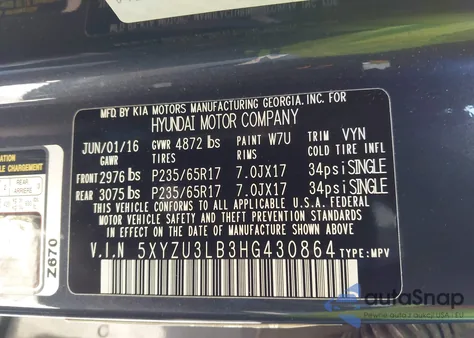 MFD. BY KIA MOTORS MANUFACTURING GEORGIA, INC. FOR
HYUNDAI MOTOR COMPANY
JUN/01/16 GVWR 4872 lbs PAINT W7U TRIM VYN
GAWR TIRES RIMS COLD TIRE INFL
FRONT 2976 lbs P235/65R17 7.0JX17 34psi SINGLE
REAR 3075 lbs P235/65R17 7.0JX17 34psi SINGLE
THIS VEHICLE CONFORMS TO ALL APPLICABLE U.S.A. FEDERAL
MOTOR VEHICLE SAFETY AND THEFT PREVENTION STANDARDS
IN EFFECT ON THE DATE OF MANUFACTURE SHOWN ABOVE.
V.I.N 5XYZU3LB3HG430864 TYPE:MPV
CHARGEMENT
Z670
autoSnap